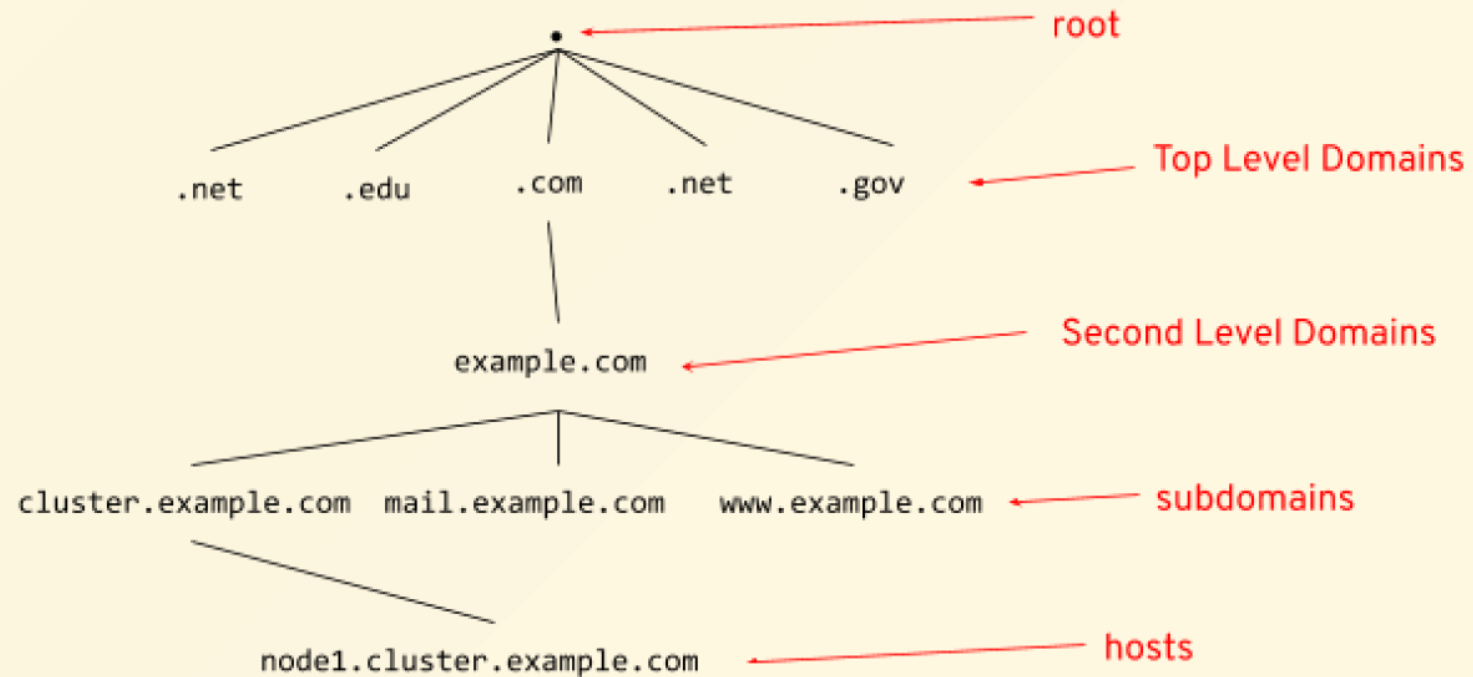 root
.net .edu .com .net .gov
Top Level Domains
example.com
Second Level Domains
cluster.example.com mail.example.com www.example.com
subdomains
node1.cluster.example.com
hosts